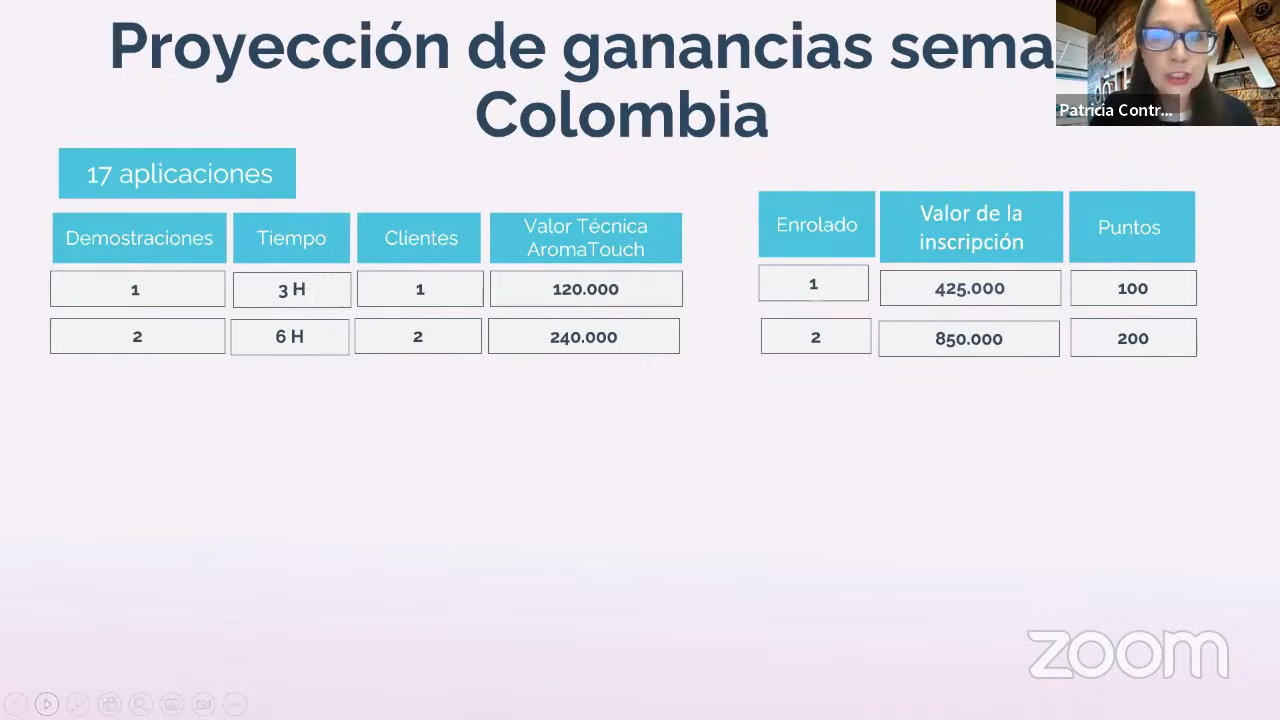 Proyección de ganancias sema
Colombia
Patricia Contr...
17 aplicaciones
Demostraciones Tiempo Clientes Valor Técnica AromaTouch
1 3 H 1 120.000
2 6 H 2 240.000
Enrolado Valor de la inscripción Puntos
1 425.000 100
2 850.000 200
zoom